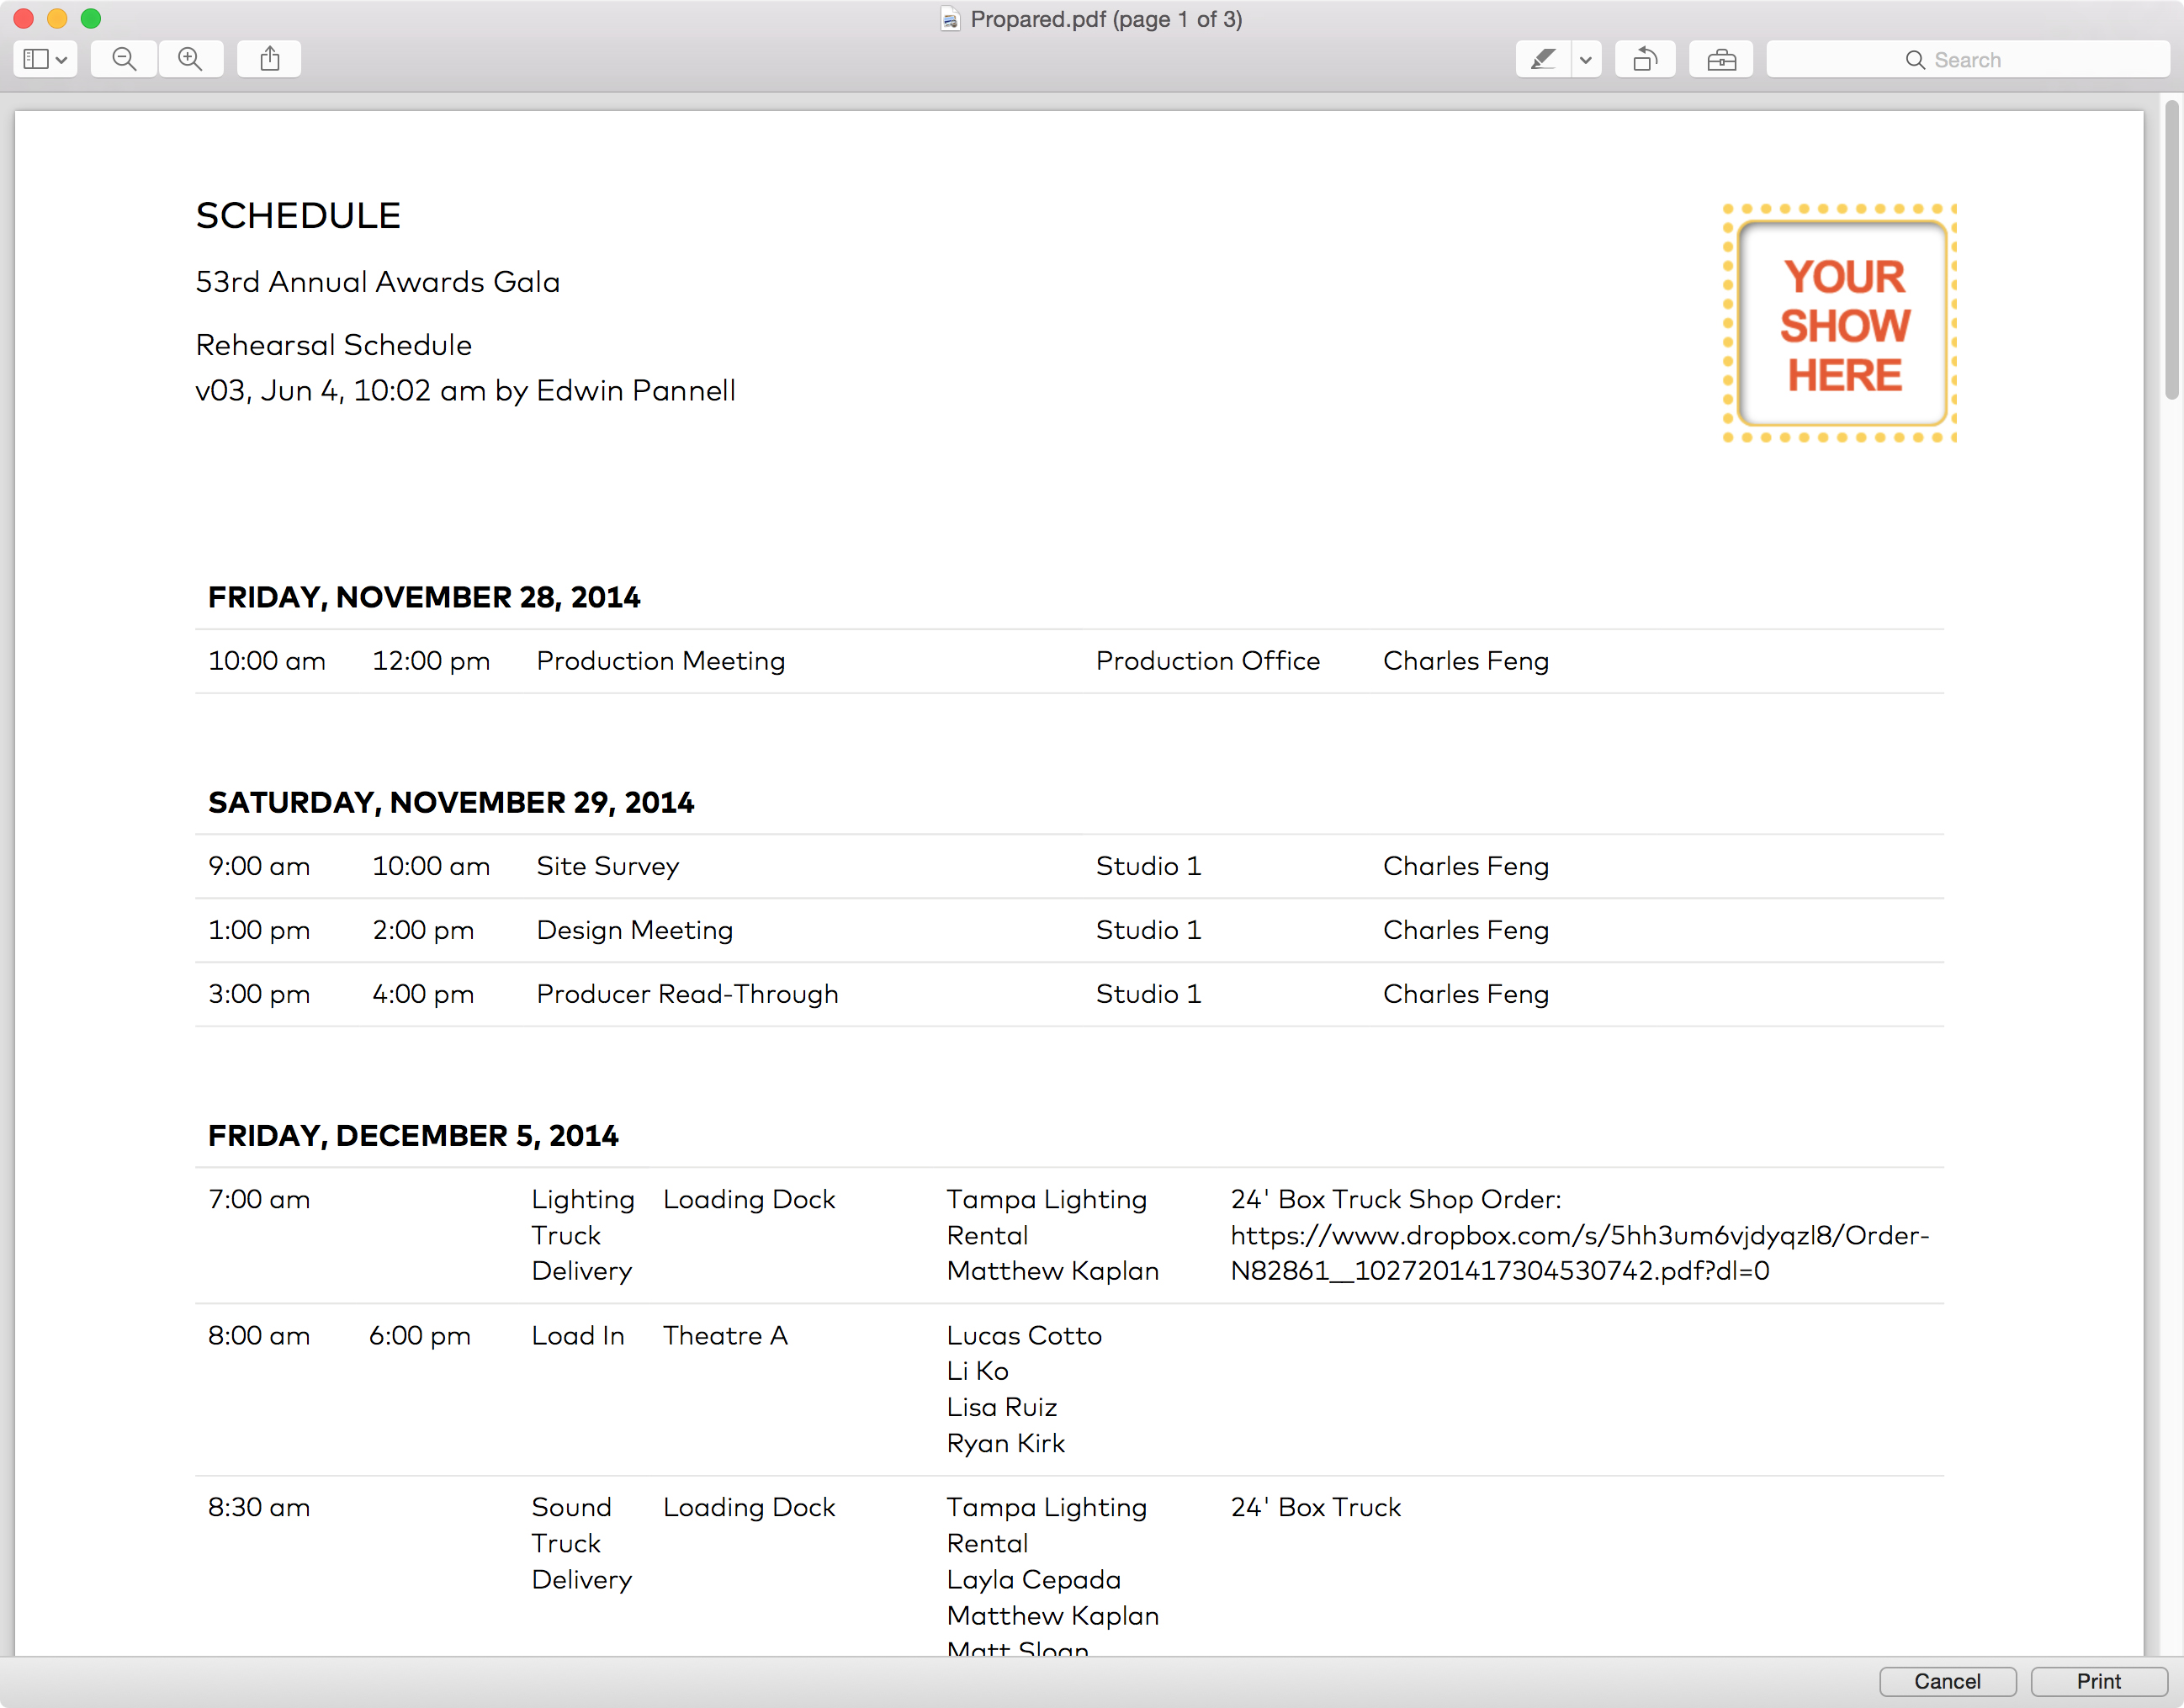 Propared.pdf (page 1 of 3)
Search
SCHEDULE
53rd Annual Awards Gala
Rehearsal Schedule
v03, Jun 4, 10:02 am by Edwin Pannell
YOUR
SHOW
HERE
FRIDAY, NOVEMBER 28, 2014
10:00 am 12:00 pm Production Meeting Production Office Charles Feng
SATURDAY, NOVEMBER 29, 2014
9:00 am 10:00 am Site Survey Studio 1 Charles Feng
1:00 pm 2:00 pm Design Meeting Studio 1 Charles Feng
3:00 pm 4:00 pm Producer Read-Through Studio 1 Charles Feng
FRIDAY, DECEMBER 5, 2014
7:00 am Lighting Loading Dock Tampa Lighting 24' Box Truck Shop Order:
Truck Rental https://www.dropbox.com/s/5hh3um6vjdyqzl8/Order-
Delivery Matthew Kaplan N82861__1027201417304530742.pdf?dl=0
8:00 am 6:00 pm Load In Theatre A Lucas Cotto
Li Ko
Lisa Ruiz
Ryan Kirk
8:30 am Sound Loading Dock Tampa Lighting 24' Box Truck
Truck Rental
Delivery Layla Cepada
Matthew Kaplan
Matt Sloan
Cancel Print